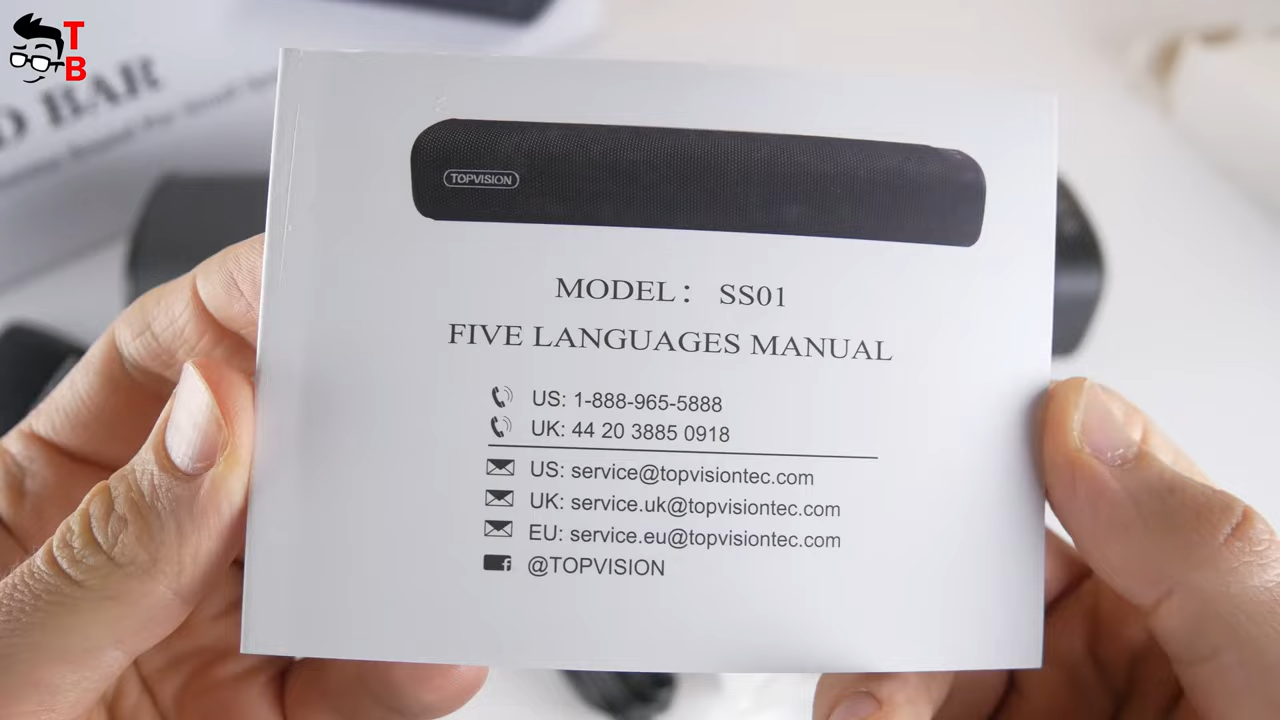 T
B
D BAR
TOPVISION
MODEL： SS01
FIVE LANGUAGES MANUAL
US: 1-888-965-5888
UK: 44 20 3885 0918
US: service@topvisiontec.com
UK: service.uk@topvisiontec.com
EU: service.eu@topvisiontec.com
@TOPVISION